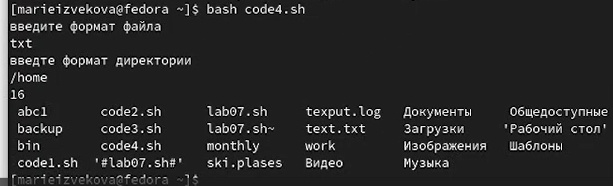 [marieizvekova@fedora ~]$ bash code4.sh
введите формат файла
txt
введте формат директории
/home
16
abc1 code2.sh lab07.sh texput.log Документы Общедоступные
backup code3.sh lab07.sh~ text.txt Загрузки 'Рабочий стол'
bin code4.sh monthly work Изображения Шаблоны
code1.sh '#lab07.sh#' ski.plases Видео Музыка
[marieizvekova@fedora ~]$